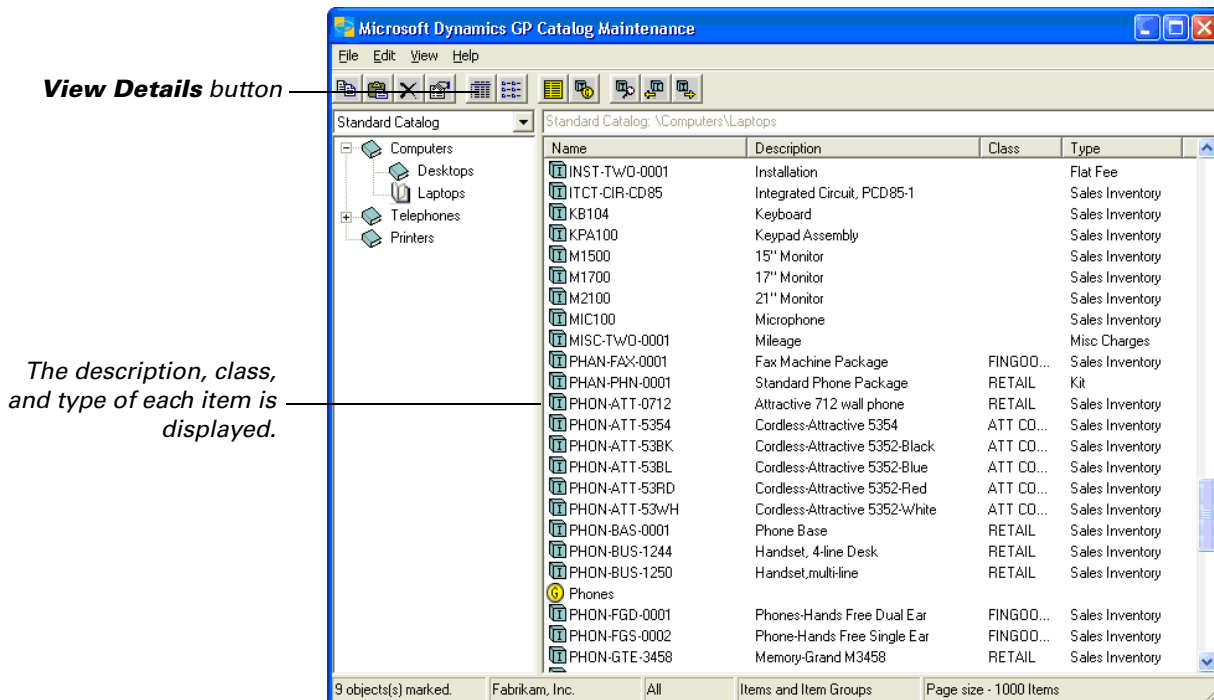 Microsoft Dynamics GP Catalog Maintenance
File Edit View Help
View Details button
Standard Catalog
Standard Catalog: \Computers\Laptops
Computers
Desktops
Laptops
Telephones
Printers
Name Description Class Type
INST-TWO-0001 Installation Flat Fee
ITCT-CIR-CD85 Integrated Circuit, PCD85-1 Sales Inventory
KB104 Keyboard Sales Inventory
KPA100 Keypad Assembly Sales Inventory
M1500 15" Monitor Sales Inventory
M1700 17" Monitor Sales Inventory
M2100 21" Monitor Sales Inventory
MIC100 Microphone Sales Inventory
MISC-TWO-0001 Mileage Misc Charges
PHAN-FAX-0001 Fax Machine Package FINGOO... Sales Inventory
PHAN-PHN-0001 Standard Phone Package RETAIL Kit
PHON-ATT-0712 Attractive 712 wall phone RETAIL Sales Inventory
PHON-ATT-5354 Cordless-Attractive 5354 ATT CO... Sales Inventory
PHON-ATT-53BK Cordless-Attractive 5352-Black ATT CO... Sales Inventory
PHON-ATT-53BL Cordless-Attractive 5352-Blue ATT CO... Sales Inventory
PHON-ATT-53RD Cordless-Attractive 5352-Red ATT CO... Sales Inventory
PHON-ATT-53WH Cordless-Attractive 5352-White ATT CO... Sales Inventory
PHON-BAS-0001 Phone Base RETAIL Sales Inventory
PHON-BUS-1244 Handset, 4-line Desk RETAIL Sales Inventory
PHON-BUS-1250 Handset,multi-line RETAIL Sales Inventory
G Phones
PHON-FGD-0001 Phones-Hands Free Dual Ear FINGOO... Sales Inventory
PHON-FGS-0002 Phone-Hands Free Single Ear FINGOO... Sales Inventory
PHON-GTE-3458 Memory-Grand M3458 RETAIL Sales Inventory
The description, class,
and type of each item is
displayed.
9 objects(s) marked. Fabrikam, Inc. All Items and Item Groups Page size - 1000 Items